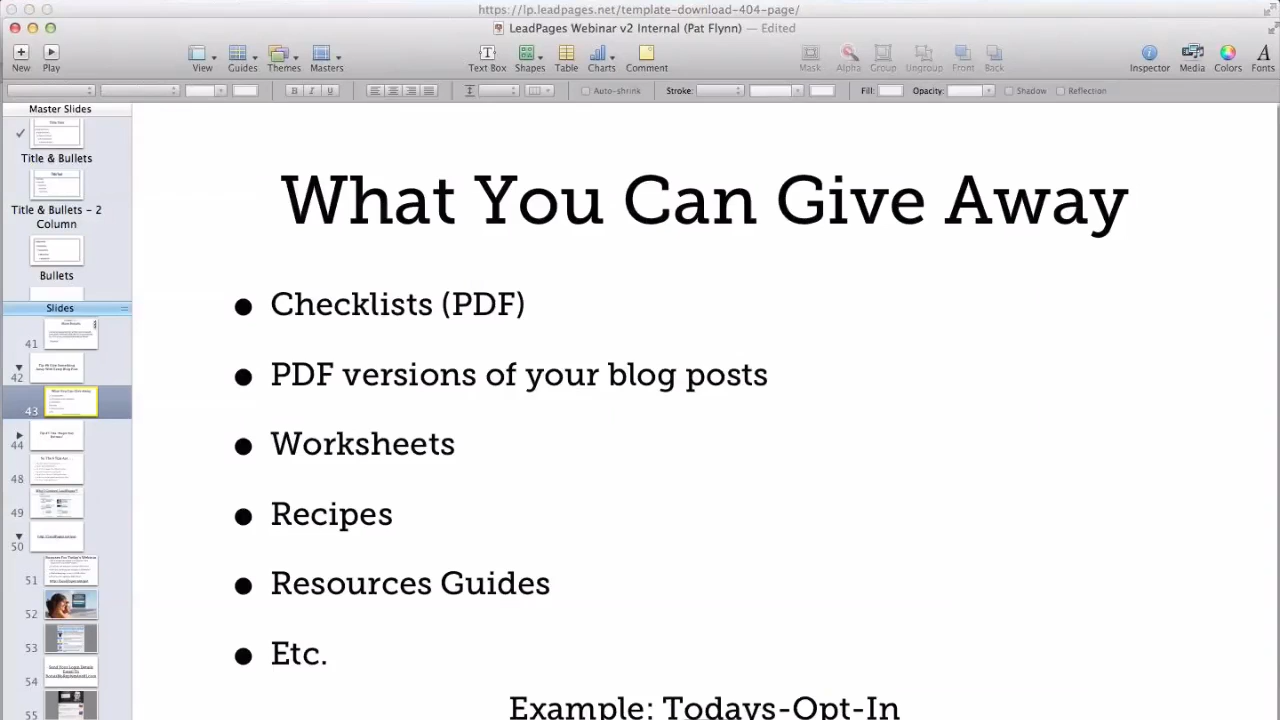 https://lp.leadpages.net/template-download-404-page/
LeadPages Webinar v2 Internal (Pat Flynn) — Edited
New Play View Guides Themes Masters Text Box Shapes Table Charts Comment Mask Alpha Group Ungroup Front Back Inspector Media Colors Fonts
B I U Auto-shrink Stroke: Fill: Opacity: Shadow Reflection
Master Slides
Title & Bullets
Title & Bullets – 2
Column
Bullets
Slides
41
42
43
44
48
49
50
51
52
53
54
55
What You Can Give Away
Checklists (PDF)
PDF versions of your blog posts
Worksheets
Recipes
Resources Guides
Etc.
Example: Todays-Opt-In